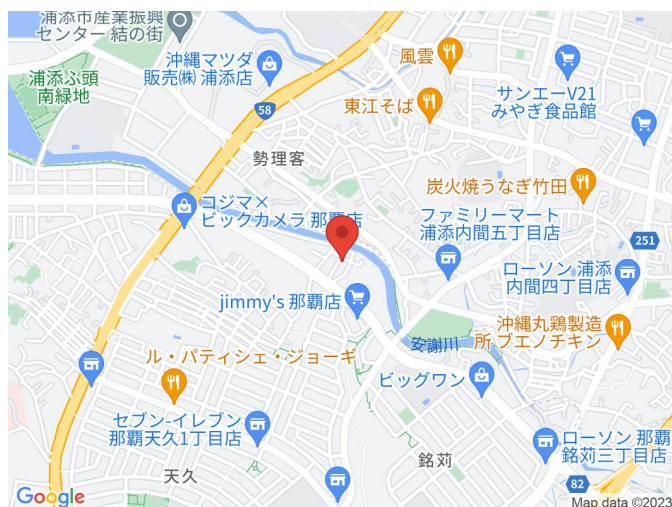 浦添市産業振興
センター 結の街
沖縄マツダ
販売㈱ 浦添店
風雲
サンエーV21
みやぎ食品館
浦添ふ頭
南緑地
58
東江そば
勢理客
炭火焼うなぎ竹田
コジマ×
ビックカメラ 那覇店
ファミリーマート
浦添内間五丁目店
251
ローソン 浦添
内間四丁目店
jimmy's 那覇店
沖縄丸鶏製造
所 ブエノチキン
安謝川
ル・パティシェ・ジョーギ
ビッグワン
セブン-イレブン
那覇天久1丁目店
ローソン 那覇
銘苅三丁目店
天久
銘苅
82
Google
Map data ©2023